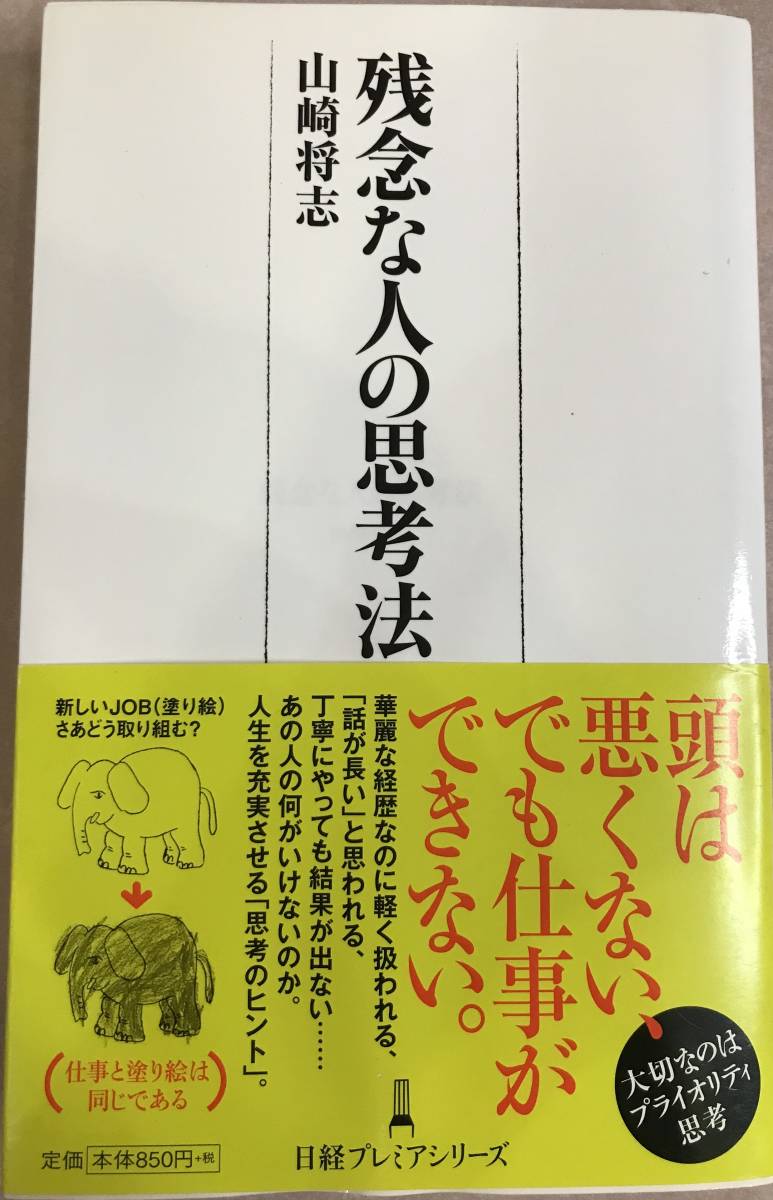 残念な人の思考法
山崎将志
頭は
悪くない、
でも仕事が
できない。
大切なのは
プライオリティ
思考
華麗な経歴なのに軽く扱われる、
「話が長い」と思われる、
丁寧にやっても結果が出ない……
あの人の何がいけないのか。
人生を充実させる「思考のヒント」。
新しいJOB(塗り絵)
さあどう取り組む?
(仕事と塗り絵は
同じである)
日経プレミアシリーズ
定価 本体850円+税